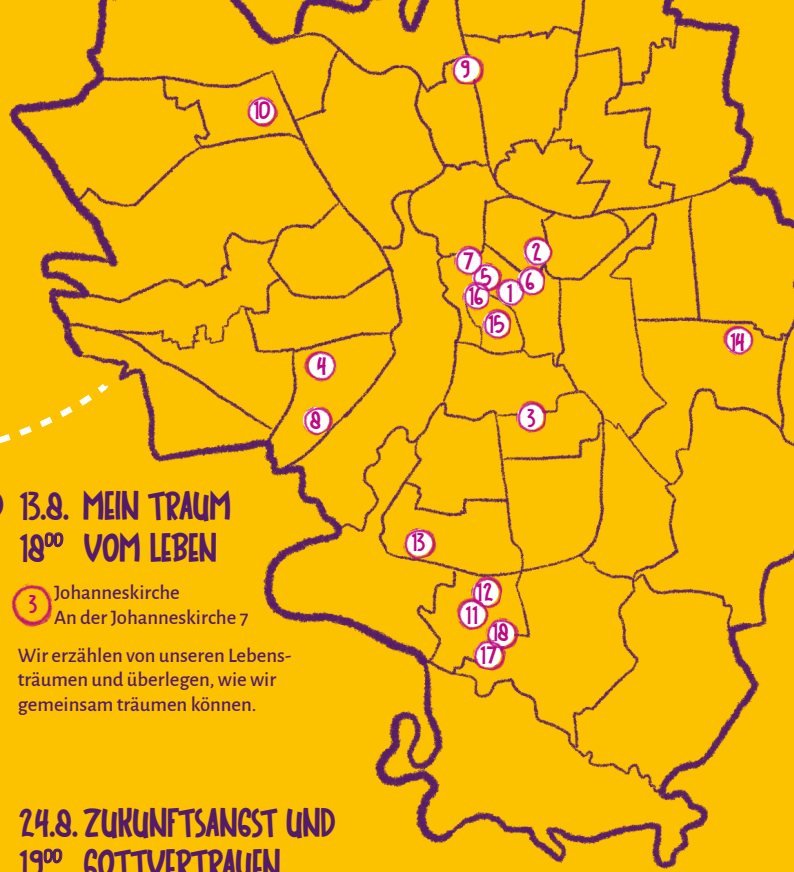 9
10
2
7
5
6
16
1
15
14
4
3
8
13
12
11
18
17
13.8. MEIN TRAUM
18⁰⁰ VOM LEBEN
3
Johanneskirche
An der Johanneskirche 7
Wir erzählen von unseren Lebens-
träumen und überlegen, wie wir
gemeinsam träumen können.
24.8. ZUKUNFTSANGST UND
19⁰⁰ GOTTVERTRAUEN